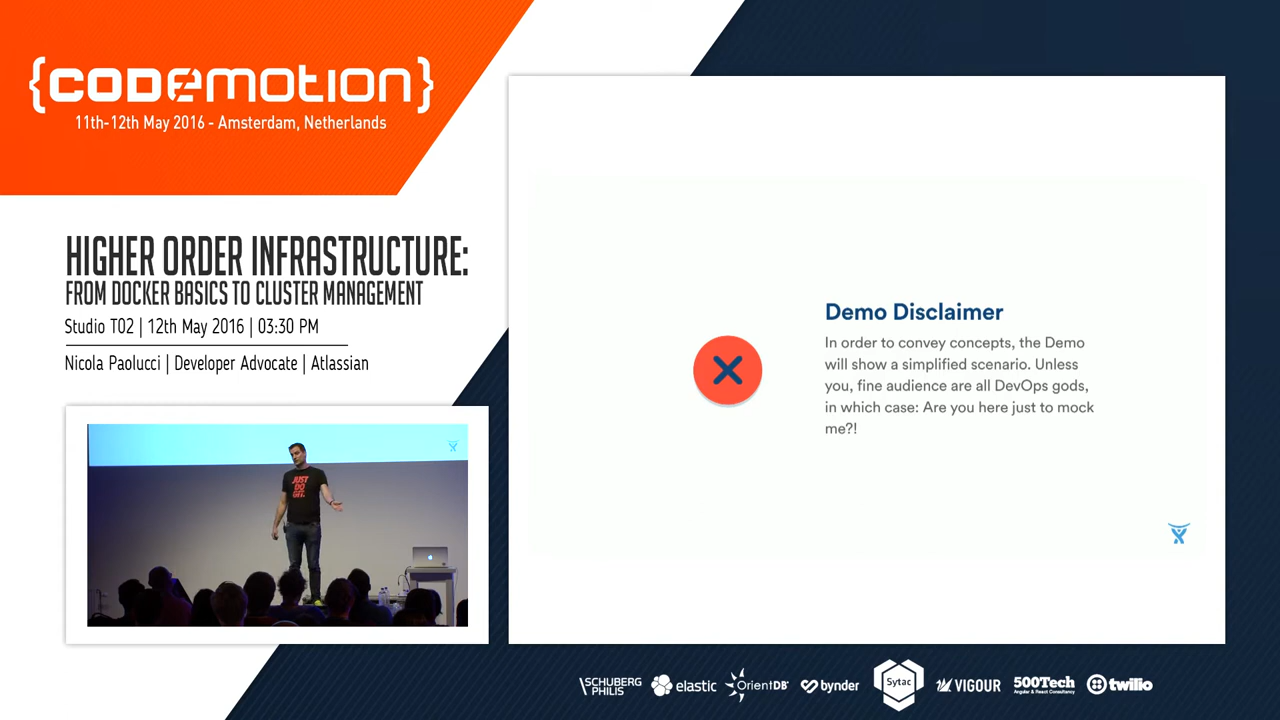 {CODEMOTION}
11th-12th May 2016 - Amsterdam, Netherlands
HIGHER ORDER INFRASTRUCTURE:
FROM DOCKER BASICS TO CLUSTER MANAGEMENT
Studio T02 | 12th May 2016 | 03:30 PM
Nicola Paolucci | Developer Advocate | Atlassian
JUST
DO
GIT.
Demo Disclaimer
In order to convey concepts, the Demo
will show a simplified scenario. Unless
you, fine audience are all DevOps gods,
in which case: Are you here just to mock
me?!
SCHUBERG
PHILIS
elastic
OrientDB
bynder
Sytac
VIGOUR
500Tech
Angular & React Consultancy
twilio